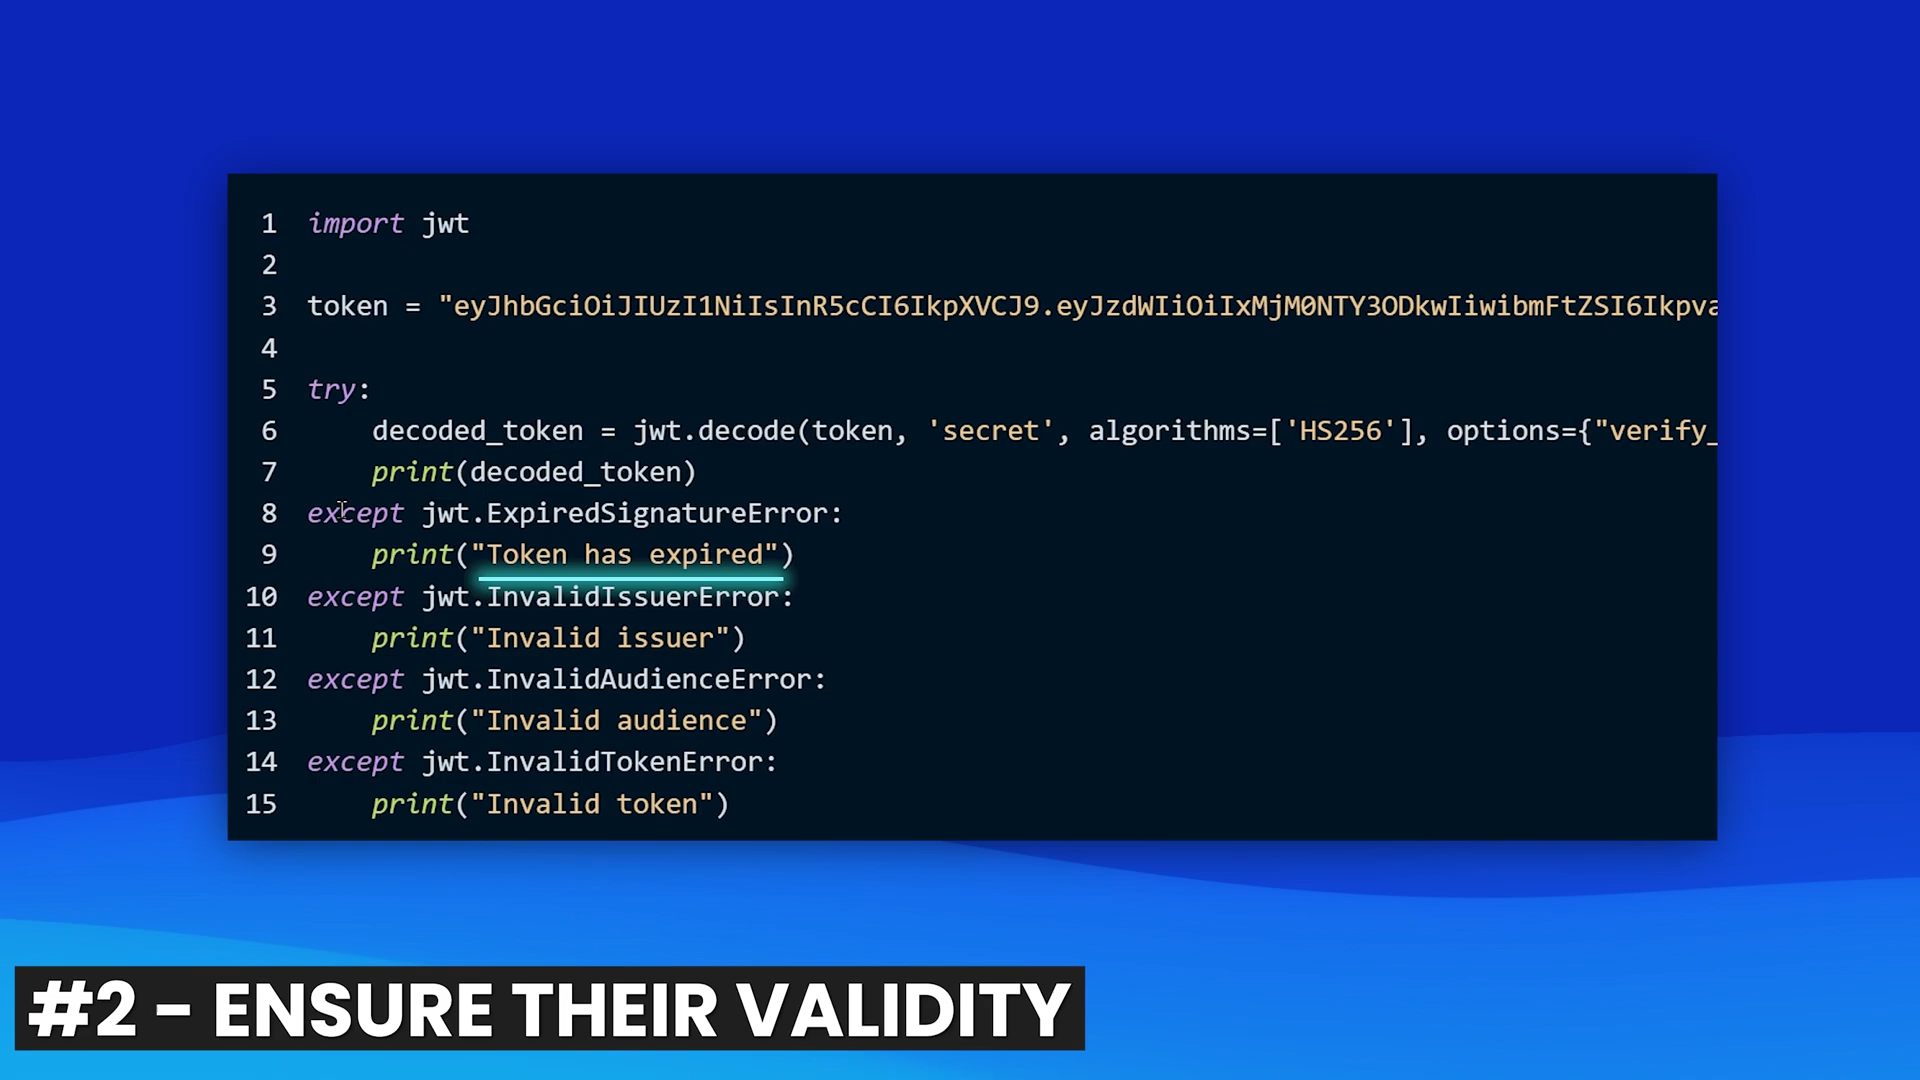 1 import jwt
2
3 token = "eyJhbGciOiJIUzI1NiIsInR5cCI6IkpXVCJ9.eyJzdWIiOiIxMjM0NTY3ODkwIiwibmFtZSI6Ikpva
4
5 try:
6 decoded_token = jwt.decode(token, 'secret', algorithms=['HS256'], options={"verify_
7 print(decoded_token)
8 except jwt.ExpiredSignatureError:
9 print("Token has expired")
10 except jwt.InvalidIssuerError:
11 print("Invalid issuer")
12 except jwt.InvalidAudienceError:
13 print("Invalid audience")
14 except jwt.InvalidTokenError:
15 print("Invalid token")
#2 - ENSURE THEIR VALIDITY